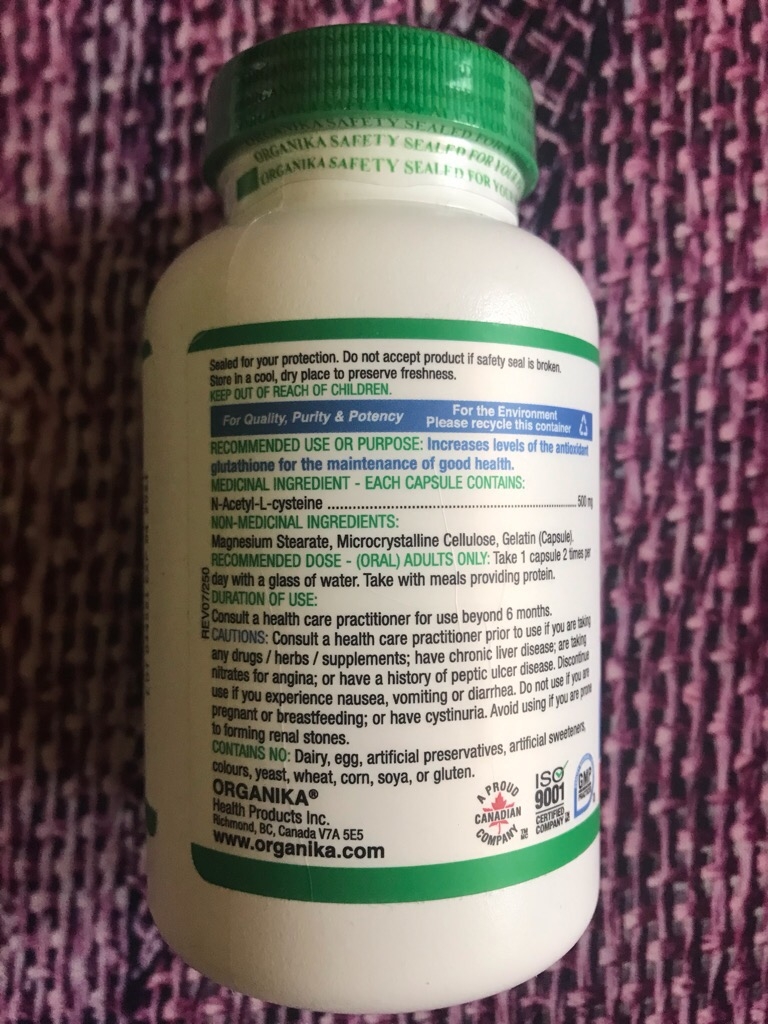 ORGANIKA SAFETY SEALED FOR
ORGANIKA SAFETY SEALED FOR YOUR
ORGANIKA SAFETY SEALED FOR YOUR
Sealed for your protection. Do not accept product if safety seal is broken.
Store in a cool, dry place to preserve freshness.
KEEP OUT OF REACH OF CHILDREN.
For Quality, Purity & Potency
For the Environment
Please recycle this container
RECOMMENDED USE OR PURPOSE: Increases levels of the antioxidant
glutathione for the maintenance of good health.
MEDICINAL INGREDIENT - EACH CAPSULE CONTAINS:
N-Acetyl-L-cysteine ........................................................ 500 mg
NON-MEDICINAL INGREDIENTS:
Magnesium Stearate, Microcrystalline Cellulose, Gelatin (Capsule).
RECOMMENDED DOSE - (ORAL) ADULTS ONLY: Take 1 capsule 2 times per
day with a glass of water. Take with meals providing protein.
DURATION OF USE:
Consult a health care practitioner for use beyond 6 months.
CAUTIONS: Consult a health care practitioner prior to use if you are taking
any drugs / herbs / supplements; have chronic liver disease; are taking
nitrates for angina; or have a history of peptic ulcer disease. Discontinue
use if you experience nausea, vomiting or diarrhea. Do not use if you are
pregnant or breastfeeding; or have cystinuria. Avoid using if you are prone
to forming renal stones.
CONTAINS NO: Dairy, egg, artificial preservatives, artificial sweeteners,
colours, yeast, wheat, corn, soya, or gluten.
ORGANIKA®
Health Products Inc.
Richmond, BC, Canada V7A 5E5
www.organika.com
REV07/250
A PROUD
CANADIAN
COMPANY
ISO
9001
CERTIFIED
COMPANY
GMP